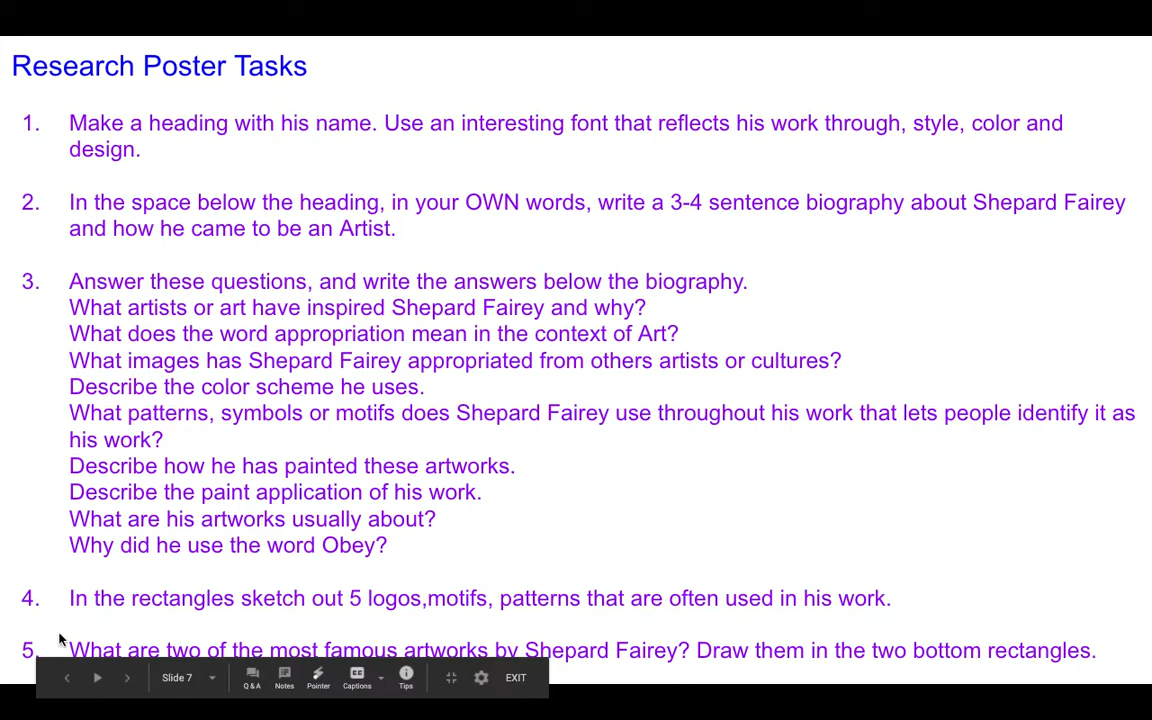 Research Poster Tasks
1. Make a heading with his name. Use an interesting font that reflects his work through, style, color and
design.
2. In the space below the heading, in your OWN words, write a 3-4 sentence biography about Shepard Fairey
and how he came to be an Artist.
3. Answer these questions, and write the answers below the biography.
What artists or art have inspired Shepard Fairey and why?
What does the word appropriation mean in the context of Art?
What images has Shepard Fairey appropriated from others artists or cultures?
Describe the color scheme he uses.
What patterns, symbols or motifs does Shepard Fairey use throughout his work that lets people identify it as
his work?
Describe how he has painted these artworks.
Describe the paint application of his work.
What are his artworks usually about?
Why did he use the word Obey?
4. In the rectangles sketch out 5 logos,motifs, patterns that are often used in his work.
5. What are two of the most famous artworks by Shepard Fairey? Draw them in the two bottom rectangles.
Slide 7 Q & A Notes Pointer Captions Tips EXIT